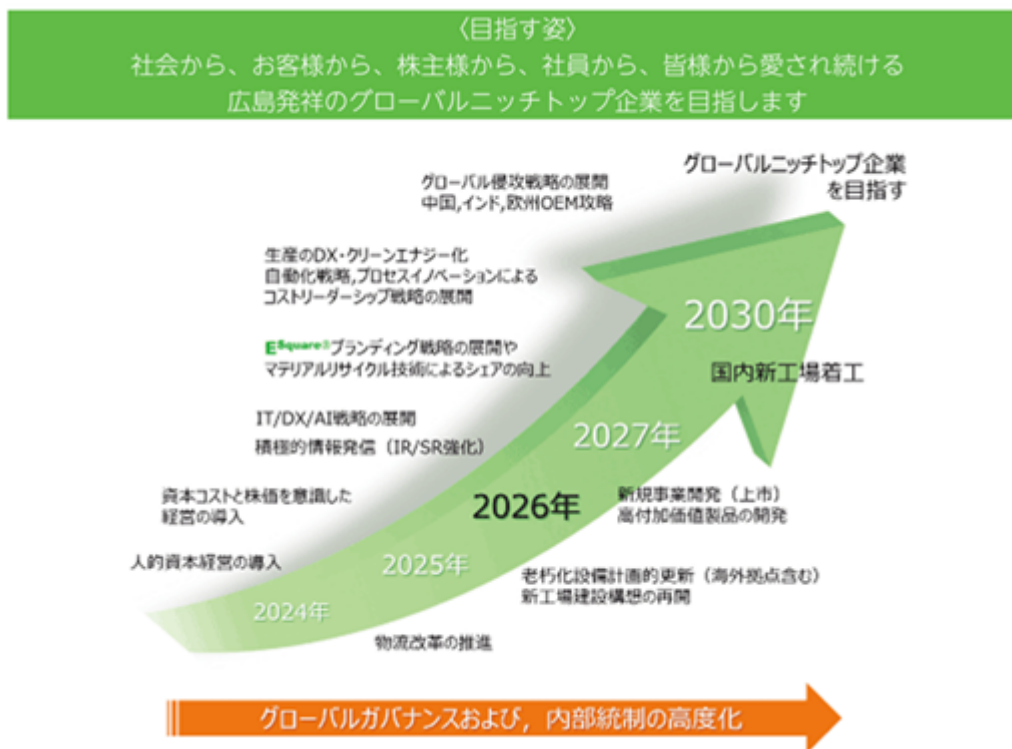 〈目指す姿〉
社会から、お客様から、株主様から、社員から、皆様から愛され続ける
広島発祥のグローバルニッチトップ企業を目指します
グローバルニッチトップ企業
を目指す
グローバル侵攻戦略の展開
中国,インド,欧州OEM攻略
生産のDX・クリーンエナジー化
自働化戦略,プロセスイノベーションによる
コストリーダーシップ戦略の展開
2030年
ESquare®ブランディング戦略の展開や
マテリアルリサイクル技術によるシェアの向上
国内新工場着工
IT/DX/AI戦略の展開
積極的情報発信（IR/SR強化）
2027年
資本コストと株価を意識した
経営の導入
2026年
新規事業開発（上市）
高付加価値製品の開発
人的資本経営の導入
2025年
老朽化設備計画的更新（海外拠点含む）
新工場建設構想の再開
2024年
物流改革の推進
グローバルガバナンスおよび，内部統制の高度化